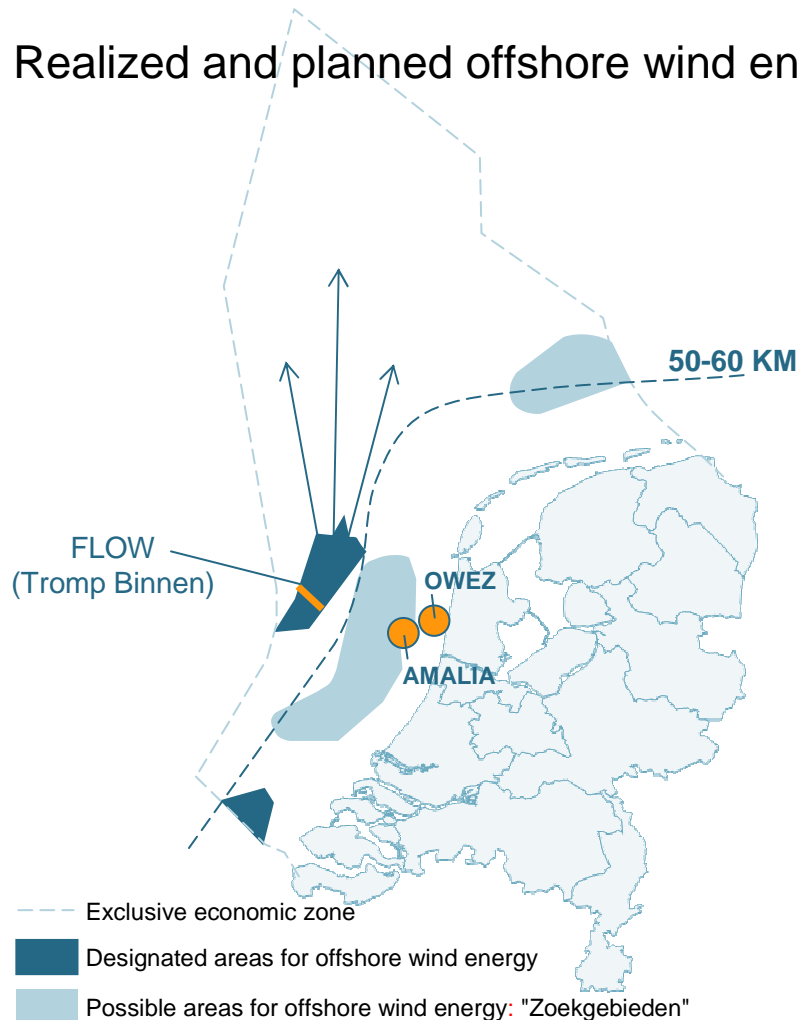 Realized and planned offshore wind en
50-60 KM
FLOW
(Tromp Binnen)
OWEZ
AMALIA
Exclusive economic zone
Designated areas for offshore wind energy
Possible areas for offshore wind energy: "Zoekgebieden"